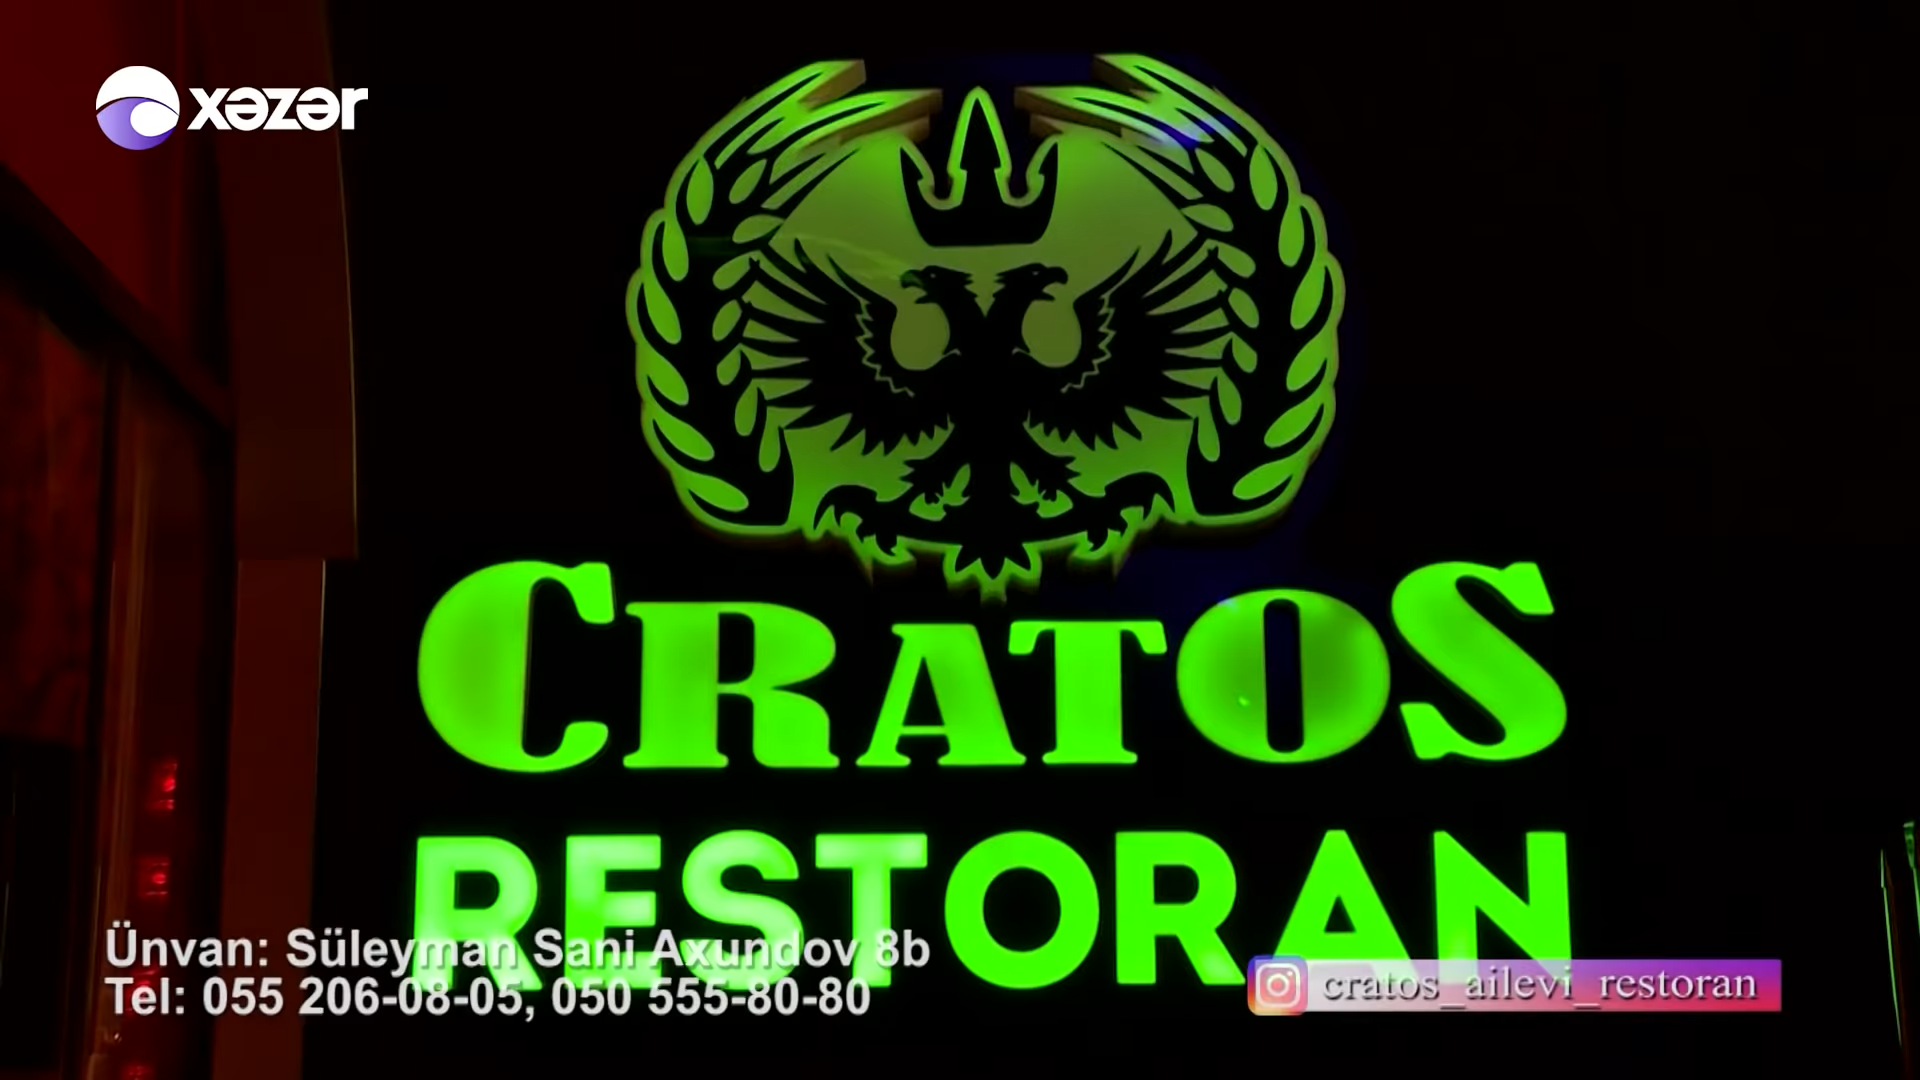 xəzər
CRATOS
RESTORAN
Ünvan: Süleyman Sani Axundov 8b
Tel: 055 206-08-05, 050 555-80-80
cratos_ailevi_restoran